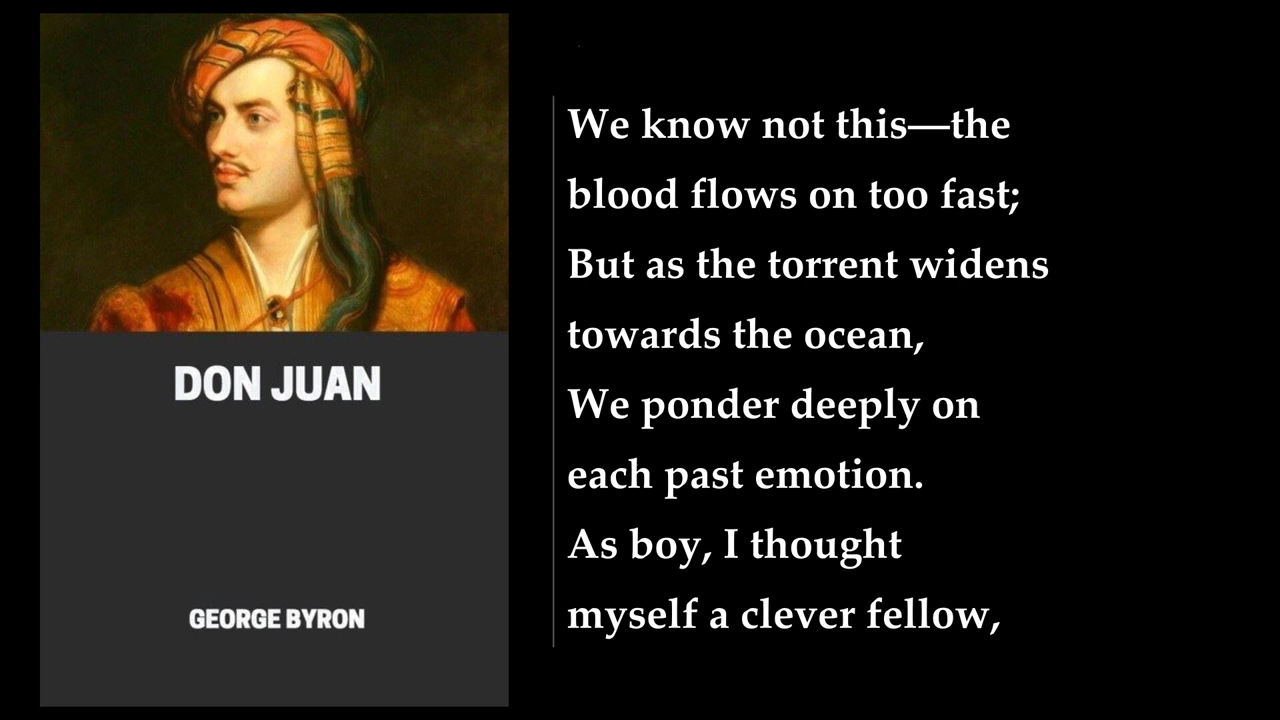 DON JUAN
GEORGE BYRON
We know not this—the
blood flows on too fast;
But as the torrent widens
towards the ocean,
We ponder deeply on
each past emotion.
As boy, I thought
myself a clever fellow,